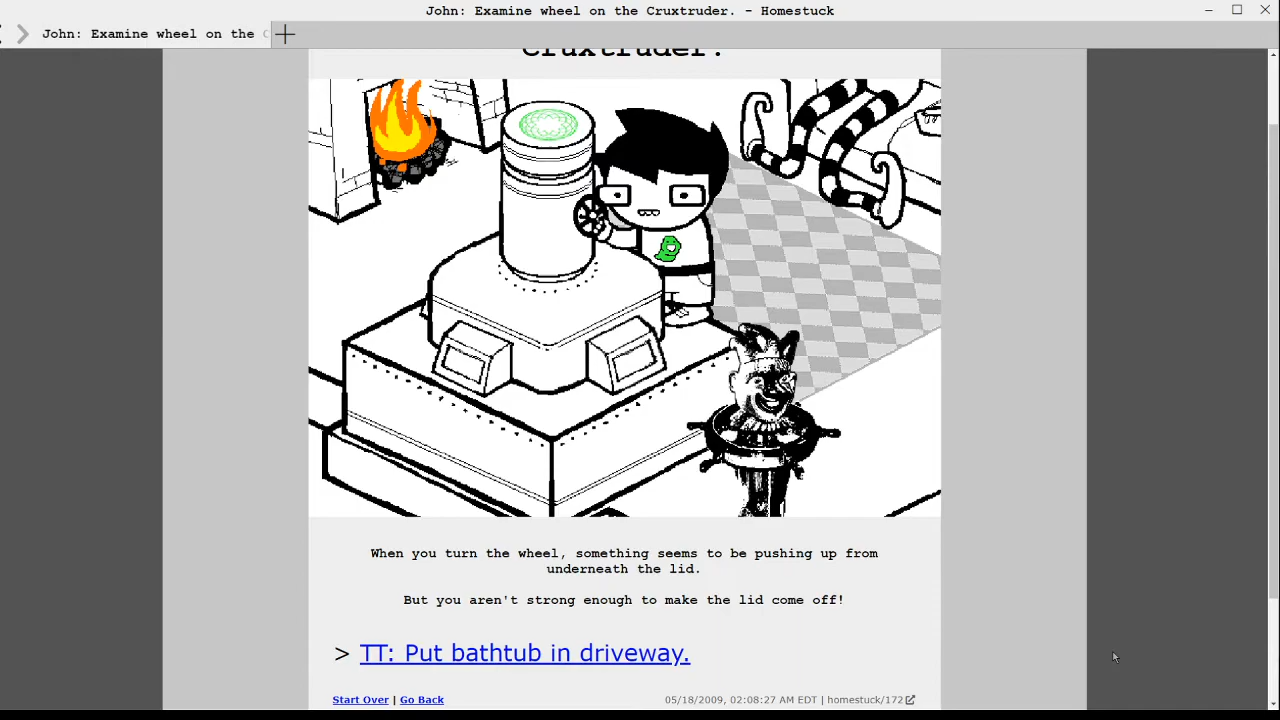 John: Examine wheel on the Cruxtruder. - Homestuck
John: Examine wheel on the
Cruxtruder.
When you turn the wheel, something seems to be pushing up from
underneath the lid.
But you aren't strong enough to make the lid come off!
> TT: Put bathtub in driveway.
Start Over | Go Back
05/18/2009, 02:08:27 AM EDT | homestuck/172